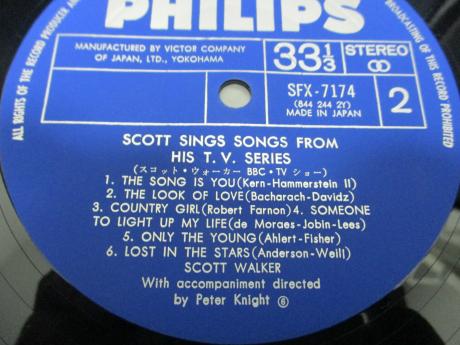 PHILIPS
ALL RIGHTS OF THE RECORD PRODUCER AN
BROADCASTING OF THIS RECORD PROHIBITED
MANUFACTURED BY VICTOR COMPANY
OF JAPAN, LTD., YOKOHAMA
33 1/3
STEREO
SFX-7174
(844 244 2Y)
MADE IN JAPAN
2
SCOTT SINGS SONGS FROM
HIS T. V. SERIES
(スコット・ウォーカー BBC・TV ショー)
1. THE SONG IS YOU(Kern-Hammerstein II)
2. THE LOOK OF LOVE(Bacharach-Davidz)
3. COUNTRY GIRL(Robert Farnon) 4. SOMEONE
TO LIGHT UP MY LIFE(de Moraes-Jobin-Lees)
5. ONLY THE YOUNG(Ahlert-Fisher)
6. LOST IN THE STARS(Anderson-Weill)
SCOTT WALKER
With accompaniment directed
by Peter Knight ⑥